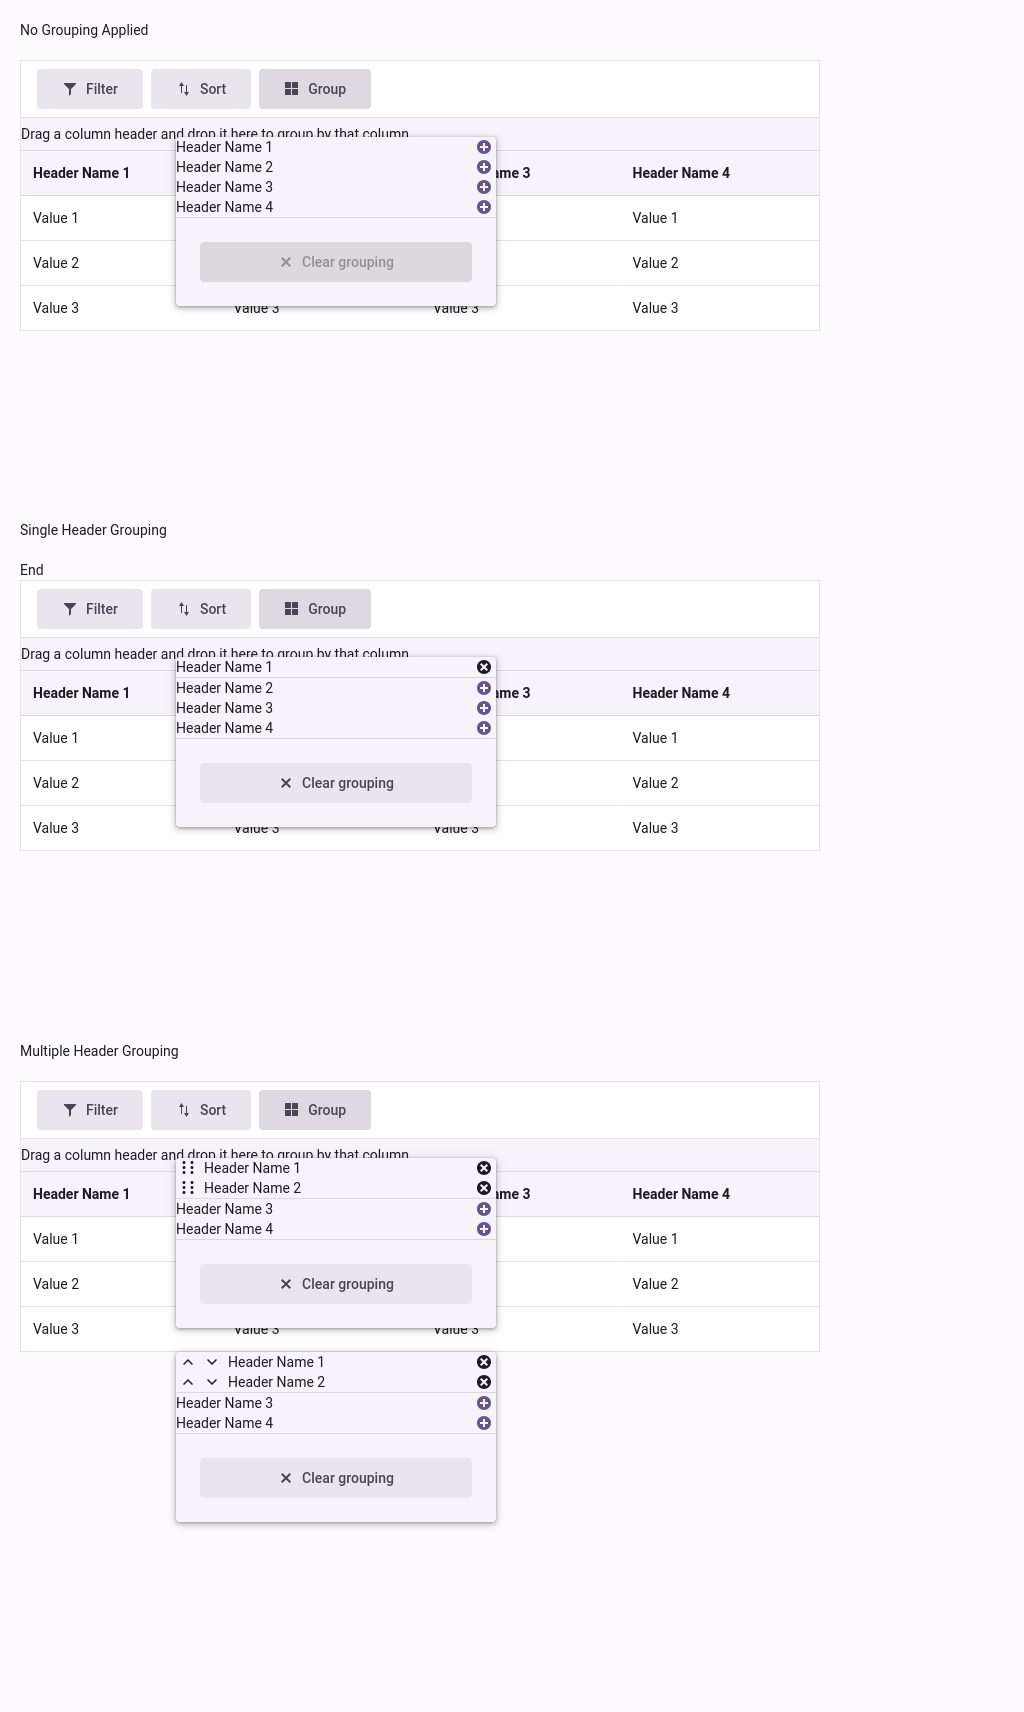 No Grouping Applied
Filter Sort Group
Drag a column header and drop it here to group by that column
Header Name 1
Header Name 2
Header Name 3
Header Name 4
Clear grouping
Header Name 1 ame 3 Header Name 4
Value 1 Value 1
Value 2 Value 2
Value 3 Value 3 Value 3 Value 3
Single Header Grouping
End
Filter Sort Group
Drag a column header and drop it here to group by that column
Header Name 1
Header Name 2
Header Name 3
Header Name 4
Clear grouping
Header Name 1 ame 3 Header Name 4
Value 1 Value 1
Value 2 Value 2
Value 3 Value 3 Value 3 Value 3
Multiple Header Grouping
Filter Sort Group
Drag a column header and drop it here to group by that column
Header Name 1
Header Name 2
Header Name 3
Header Name 4
Clear grouping
Header Name 1 ame 3 Header Name 4
Value 1 Value 1
Value 2 Value 2
Value 3 Value 3 Value 3 Value 3
Header Name 1
Header Name 2
Header Name 3
Header Name 4
Clear grouping